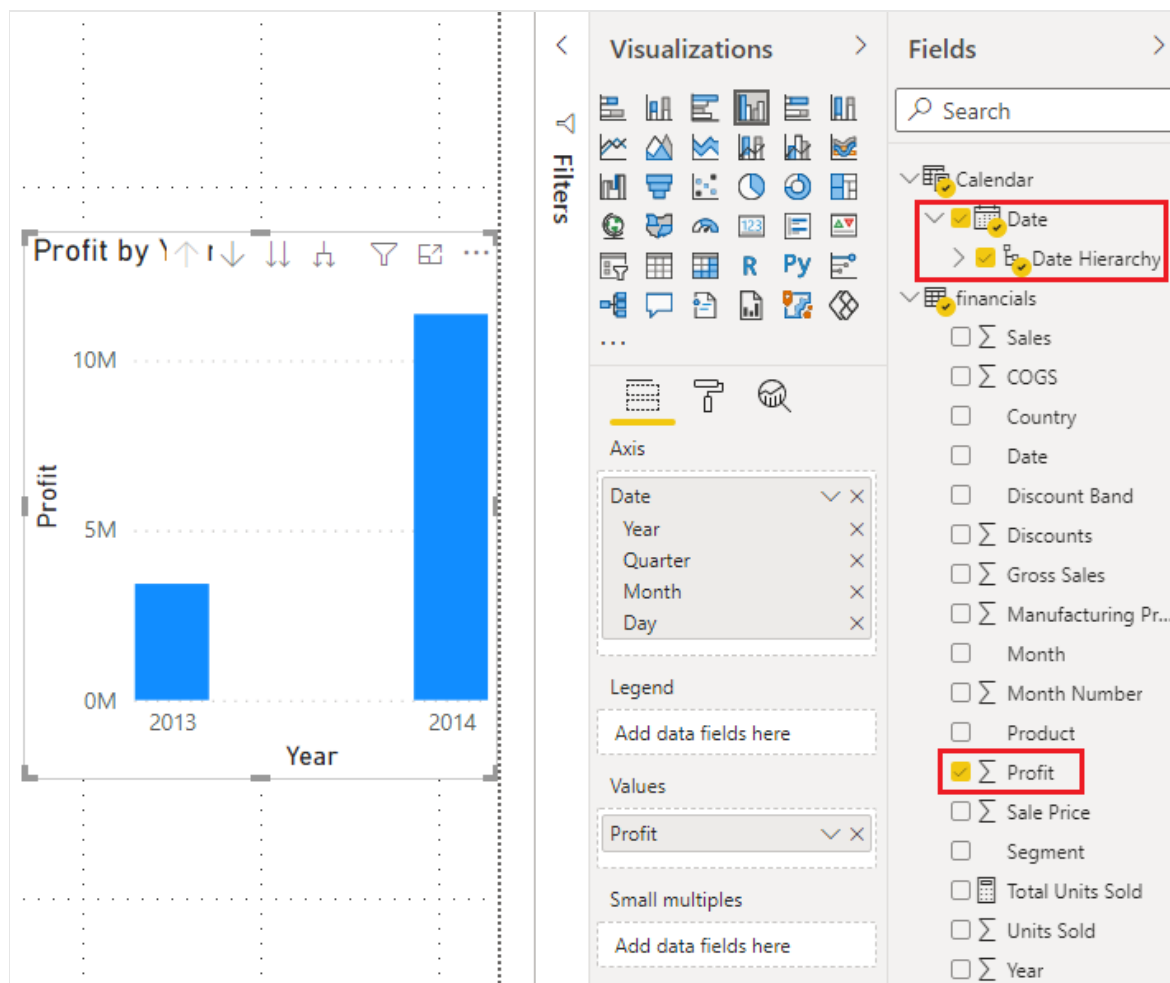 Profit by
10M
5M
0M
Profit
2013
2014
Year
Filters
Visualizations
123
R
Py
...
Axis
Date
Year
Quarter
Month
Day
Legend
Add data fields here
Values
Profit
Small multiples
Add data fields here
Fields
Search
Calendar
Date
Date Hierarchy
financials
Σ Sales
Σ COGS
Country
Date
Discount Band
Σ Discounts
Σ Gross Sales
Σ Manufacturing Pr...
Month
Σ Month Number
Product
Σ Profit
Σ Sale Price
Segment
Total Units Sold
Σ Units Sold
Σ Year